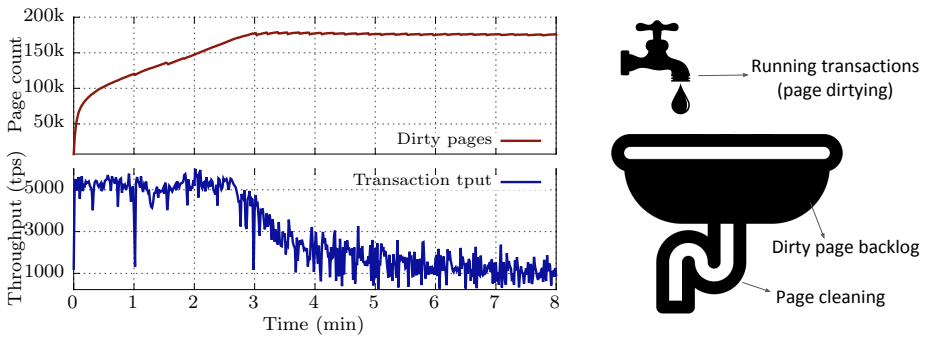 200k
150k
100k
50k
Page count
Dirty pages
5000
3000
1000
Throughput (tps)
Transaction tput
0 1 2 3 4 5 6 7 8
Time (min)
Running transactions
(page dirtying)
Dirty page backlog
Page cleaning